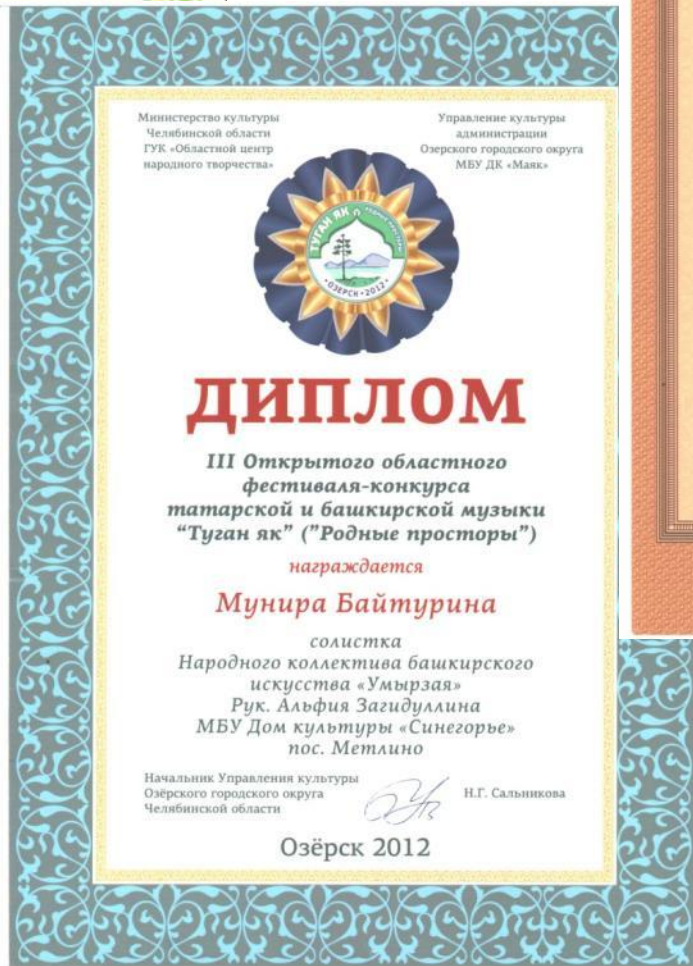 Министерство культуры
Челябинской области
ГУК «Областной центр
народного творчества»
Управление культуры
администрации
Озерского городского округа
МБУ ДК «Маяк»
ТУГАН ЯК
РОДНЫЕ ПРОСТОРЫ
• ОЗЕРСК • 2012 •
ДИПЛОМ
III Открытого областного
фестиваля-конкурса
татарской и башкирской музыки
“Туган як” (”Родные просторы”)
награждается
Мунира Байтурина
солистка
Народного коллектива башкирского
искусства «Умырзая»
Рук. Альфия Загидуллина
МБУ Дом культуры «Синегорье»
пос. Метлино
Начальник Управления культуры
Озёрского городского округа
Челябинской области
Н.Г. Сальникова
Озёрск 2012